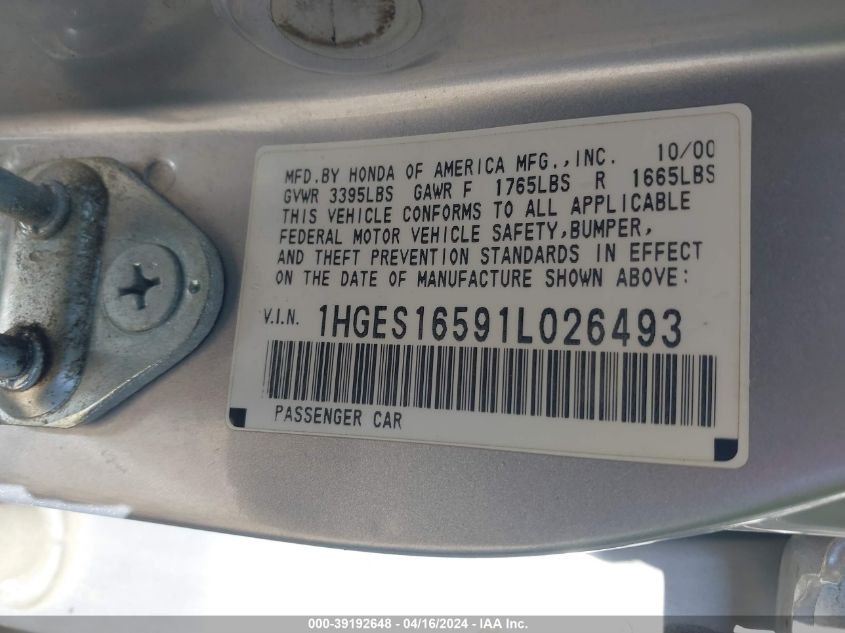 MFD.BY HONDA OF AMERICA MFG.,INC. 10/00
GVWR 3395LBS GAWR F 1765LBS R 1665LBS
THIS VEHICLE CONFORMS TO ALL APPLICABLE
FEDERAL MOTOR VEHICLE SAFETY,BUMPER,
AND THEFT PREVENTION STANDARDS IN EFFECT
ON THE DATE OF MANUFACTURE SHOWN ABOVE:
V.I.N. 1HGES16591L026493
PASSENGER CAR
000-39192648 - 04/16/2024 - IAA Inc.